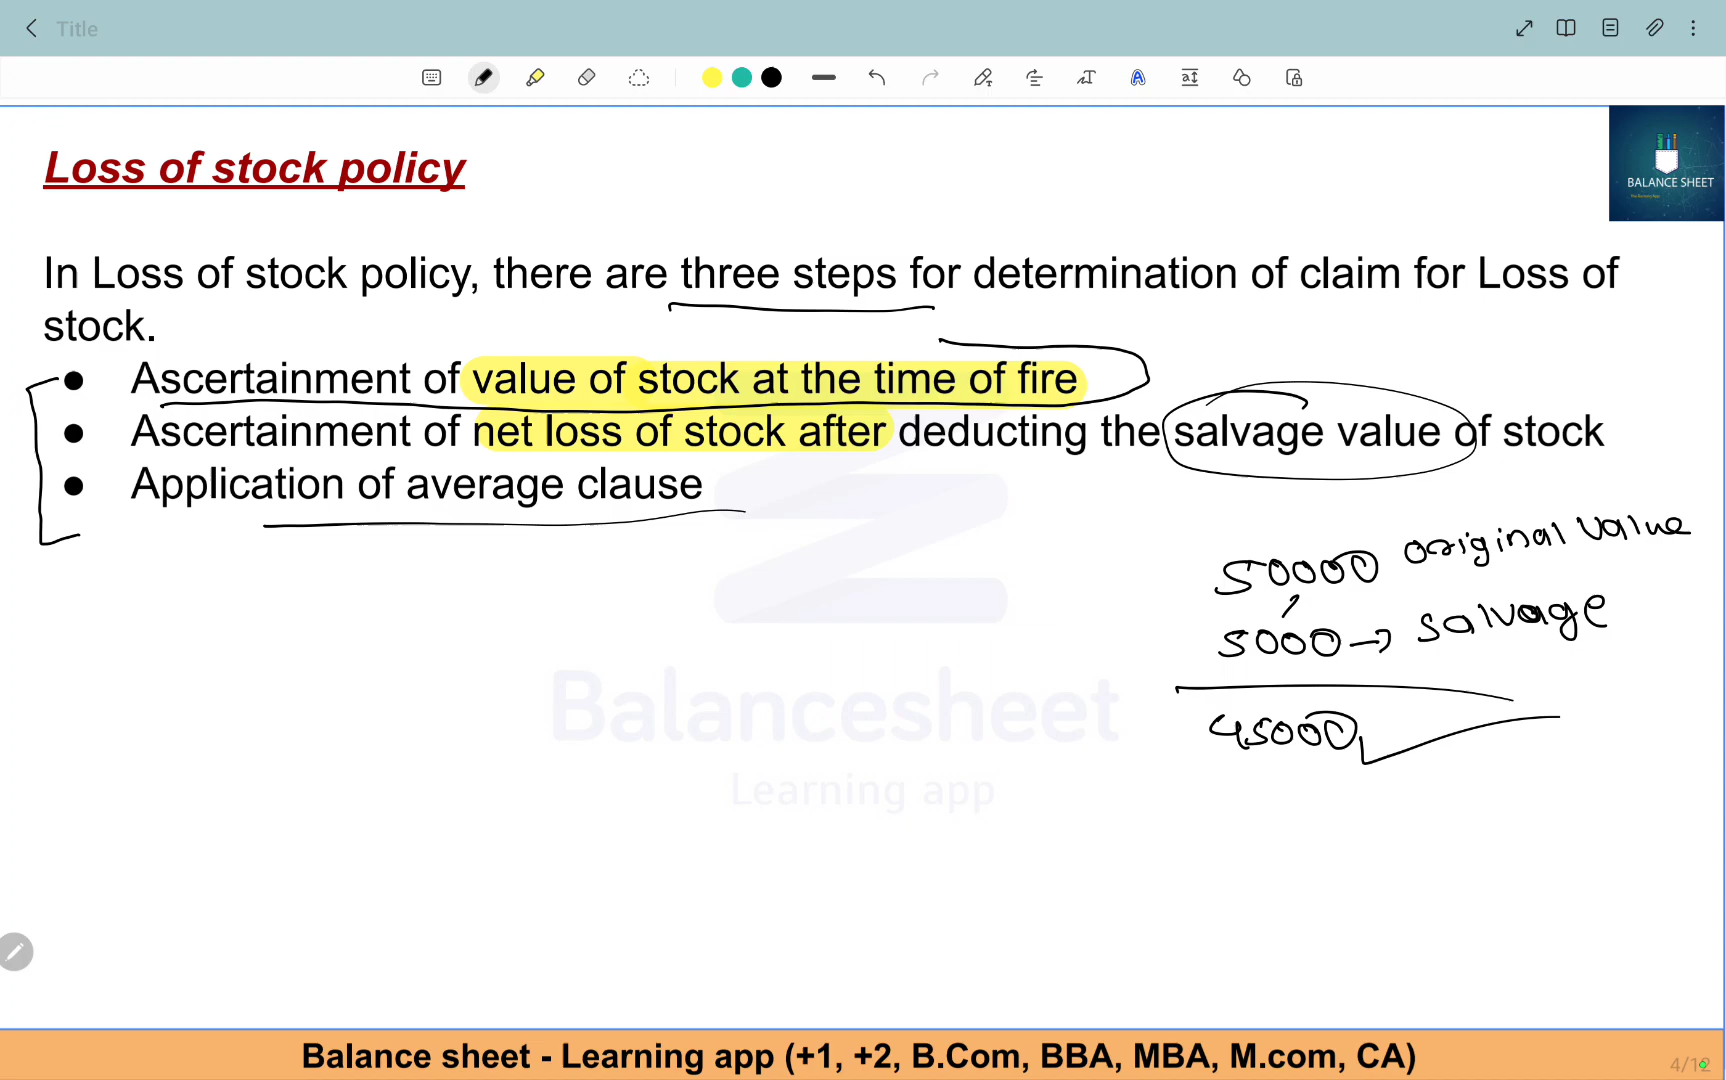 Title
Loss of stock policy
BALANCE SHEET
In Loss of stock policy, there are three steps for determination of claim for Loss of
stock.
● Ascertainment of value of stock at the time of fire
● Ascertainment of net loss of stock after deducting the salvage value of stock
● Application of average clause
50000 original value
5000 → salvage
45000
Balancesheet
Learning app
Balance sheet - Learning app (+1, +2, B.Com, BBA, MBA, M.com, CA)
4/12